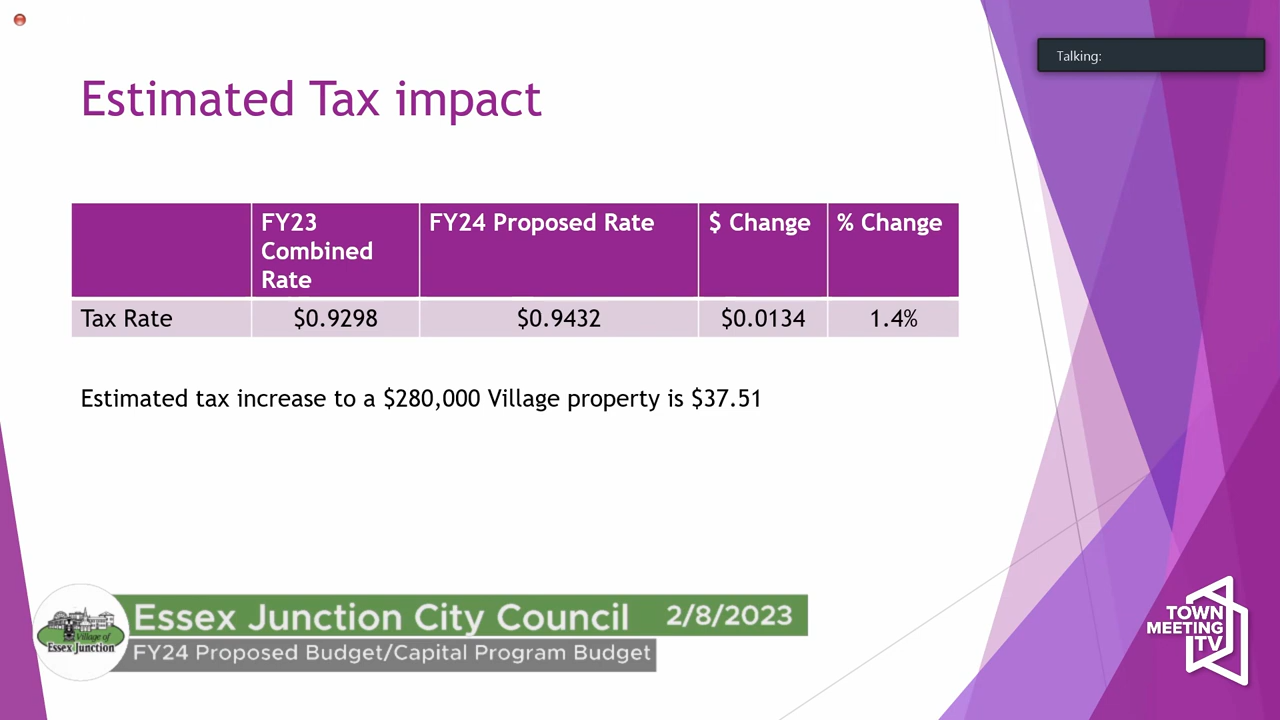 Talking:
Estimated Tax impact
FY23 Combined Rate
FY24 Proposed Rate
$ Change
% Change
Tax Rate
$0.9298
$0.9432
$0.0134
1.4%
Estimated tax increase to a $280,000 Village property is $37.51
Village of
Essex Junction
Essex Junction City Council
2/8/2023
FY24 Proposed Budget/Capital Program Budget
TOWN
MEETING
TV